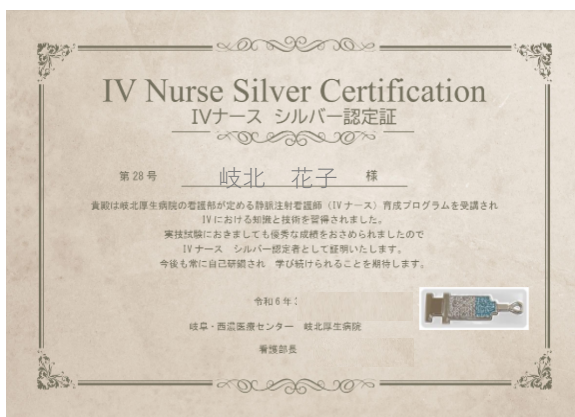 IV Nurse Silver Certification
IVナース シルバー認定証
第28号 岐北 花子 様
貴殿は岐北厚生病院の看護部が定める静脈注射看護師（IVナース）育成プログラムを受講され
IVにおける知識と技術を習得されました。
実技試験におきましても優秀な成績をおさめられましたので
IVナース シルバー認定者として証明いたします。
今後も常に自己研鑽され 学び続けられることを期待します。
令和6年
岐阜・西濃医療センター 岐北厚生病院
看護部長